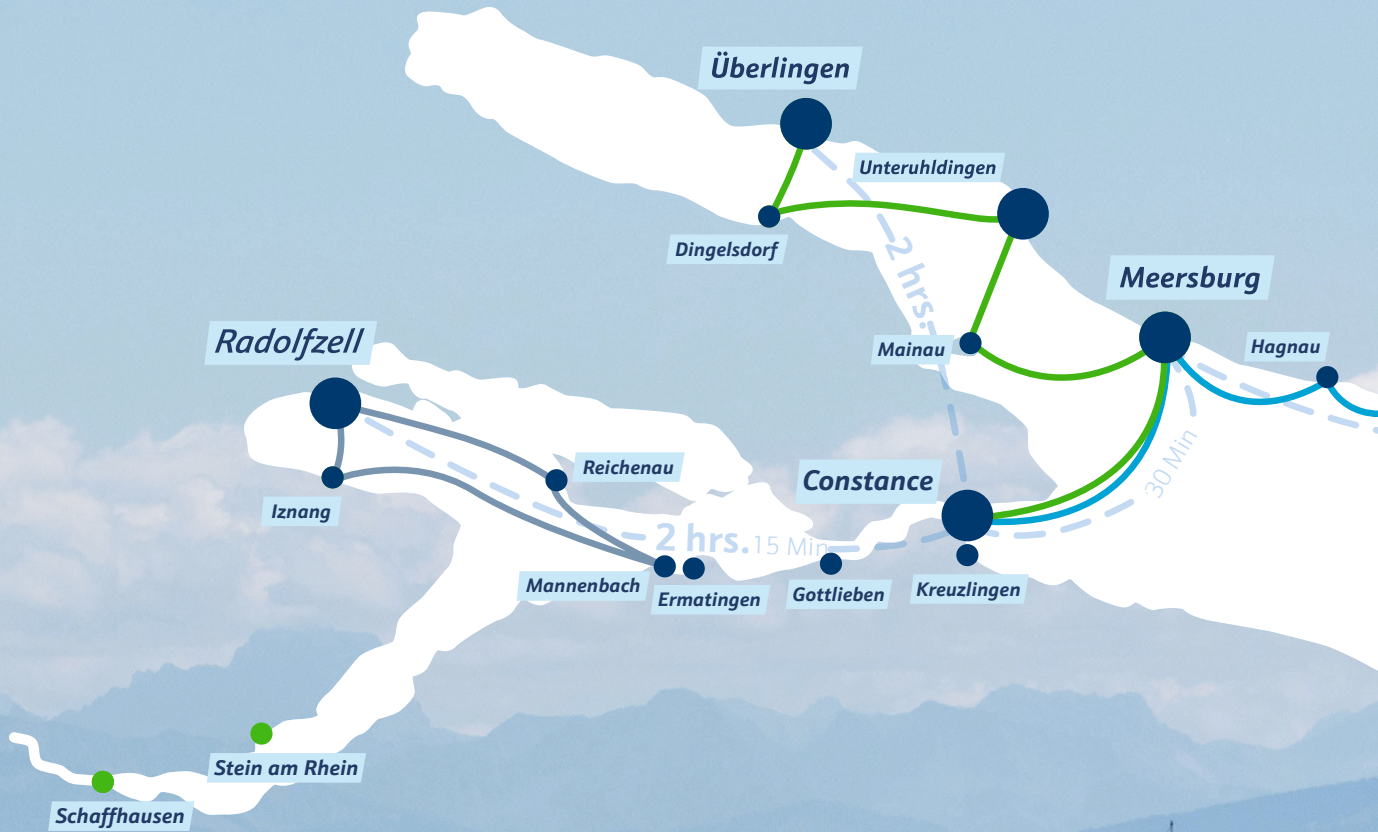 Überlingen
Unteruhldingen
Dingelsdorf
2 hrs.
Meersburg
Radolfzell
Mainau
Hagnau
Reichenau
Constance
30 Min
Iznang
2 hrs. 15 Min
Mannenbach
Ermatingen
Gottlieben
Kreuzlingen
Stein am Rhein
Schaffhausen